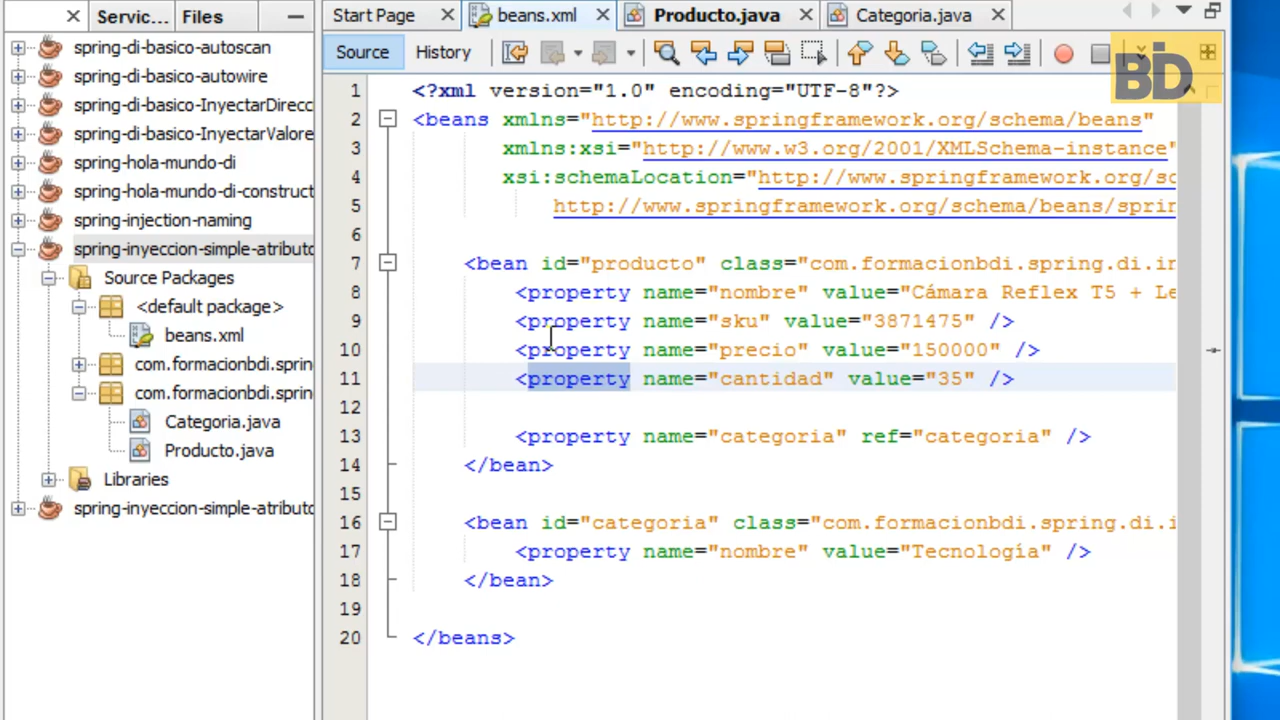 Servic... Files
spring-di-basico-autoscan
spring-di-basico-autowire
spring-di-basico-InyectarDirecc
spring-di-basico-InyectarValore
spring-hola-mundo-di
spring-hola-mundo-di-construct
spring-injection-naming
spring-inyeccion-simple-atributo
Source Packages
<default package>
beans.xml
com.formacionbdi.sprin
com.formacionbdi.sprin
Categoria.java
Producto.java
Libraries
spring-inyeccion-simple-atributo
Start Page beans.xml Producto.java Categoria.java
Source History
BD
1 <?xml version="1.0" encoding="UTF-8"?>
2 <beans xmlns="http://www.springframework.org/schema/beans"
3 xmlns:xsi="http://www.w3.org/2001/XMLSchema-instance"
4 xsi:schemaLocation="http://www.springframework.org/sc
5 http://www.springframework.org/schema/beans/sprin
6
7 <bean id="producto" class="com.formacionbdi.spring.di.in
8 <property name="nombre" value="Cámara Reflex T5 + Le
9 <property name="sku" value="3871475" />
10 <property name="precio" value="150000" />
11 <property name="cantidad" value="35" />
12
13 <property name="categoria" ref="categoria" />
14 </bean>
15
16 <bean id="categoria" class="com.formacionbdi.spring.di.i
17 <property name="nombre" value="Tecnología" />
18 </bean>
19
20 </beans>